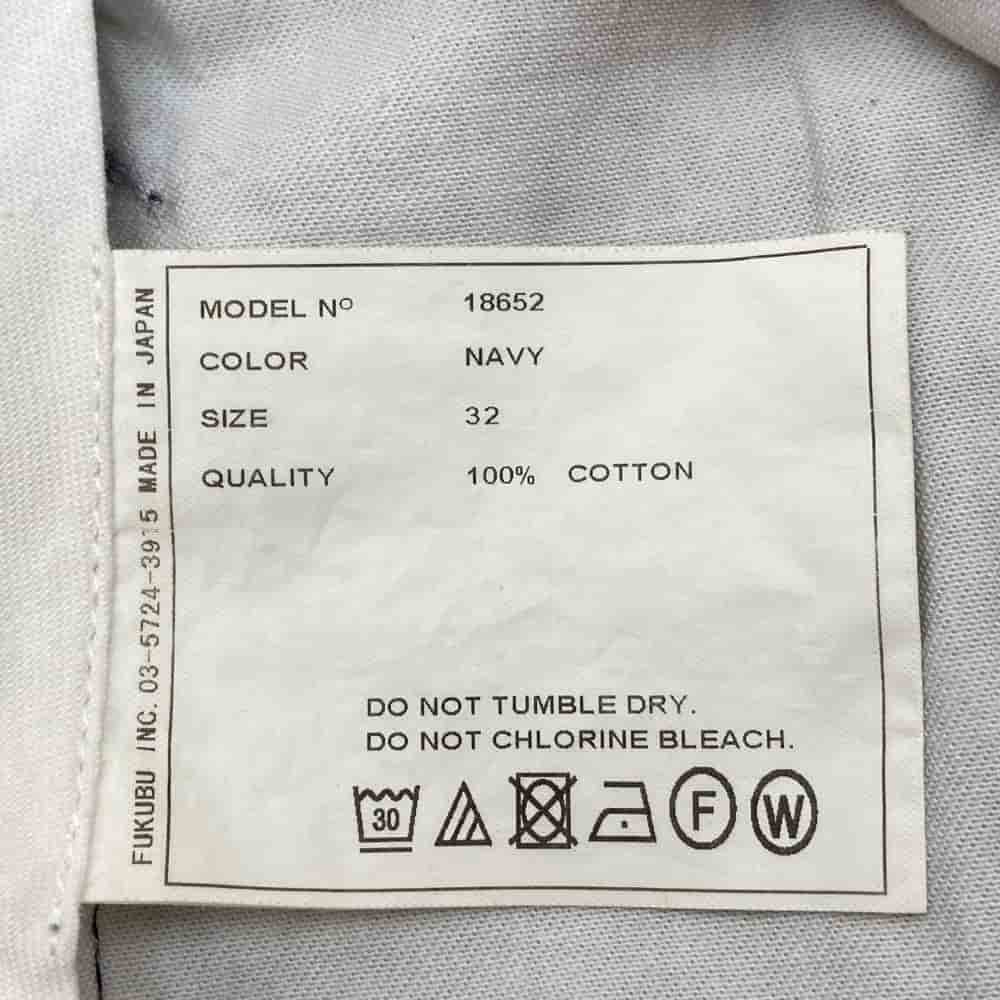 MODEL Nº 18652
COLOR NAVY
SIZE 32
QUALITY 100% COTTON
DO NOT TUMBLE DRY.
DO NOT CHLORINE BLEACH.
30 F W
FUKUBU INC. 03-5724-3915 MADE IN JAPAN